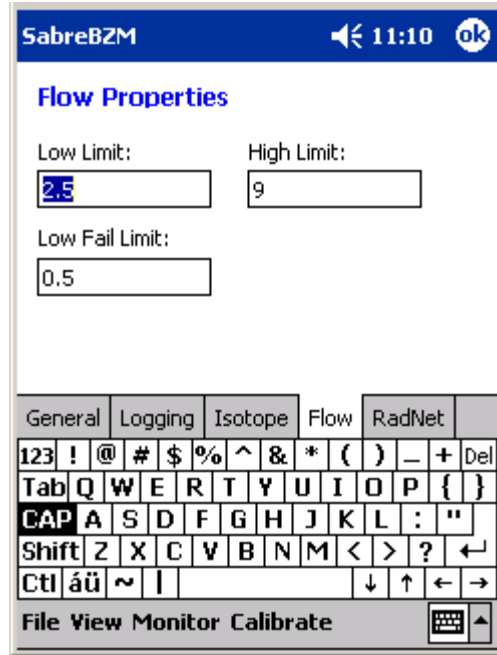 SabreBZM 11:10 ok
Flow Properties
Low Limit: High Limit:
2.5 9
Low Fail Limit:
0.5
General Logging Isotope Flow RadNet
123 ! @ # $ % ^ & * ( ) _ + Del
Tab Q W E R T Y U I O P { }
CAP A S D F G H J K L : "
Shift Z X C V B N M < > ? ↵
Ctl áü ~ | ↓ ↑ ← →
File View Monitor Calibrate